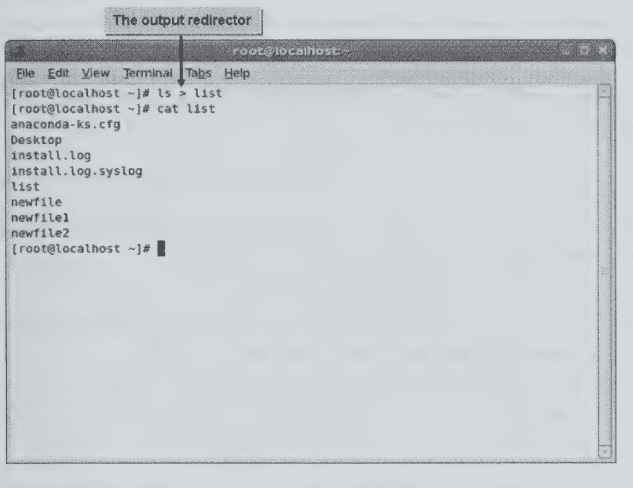 The output redirector
root@localhost:~
File Edit View Terminal Tabs Help
[root@localhost ~]# ls > list
[root@localhost ~]# cat list
anaconda-ks.cfg
Desktop
install.log
install.log.syslog
list
newfile
newfile1
newfile2
[root@localhost ~]#